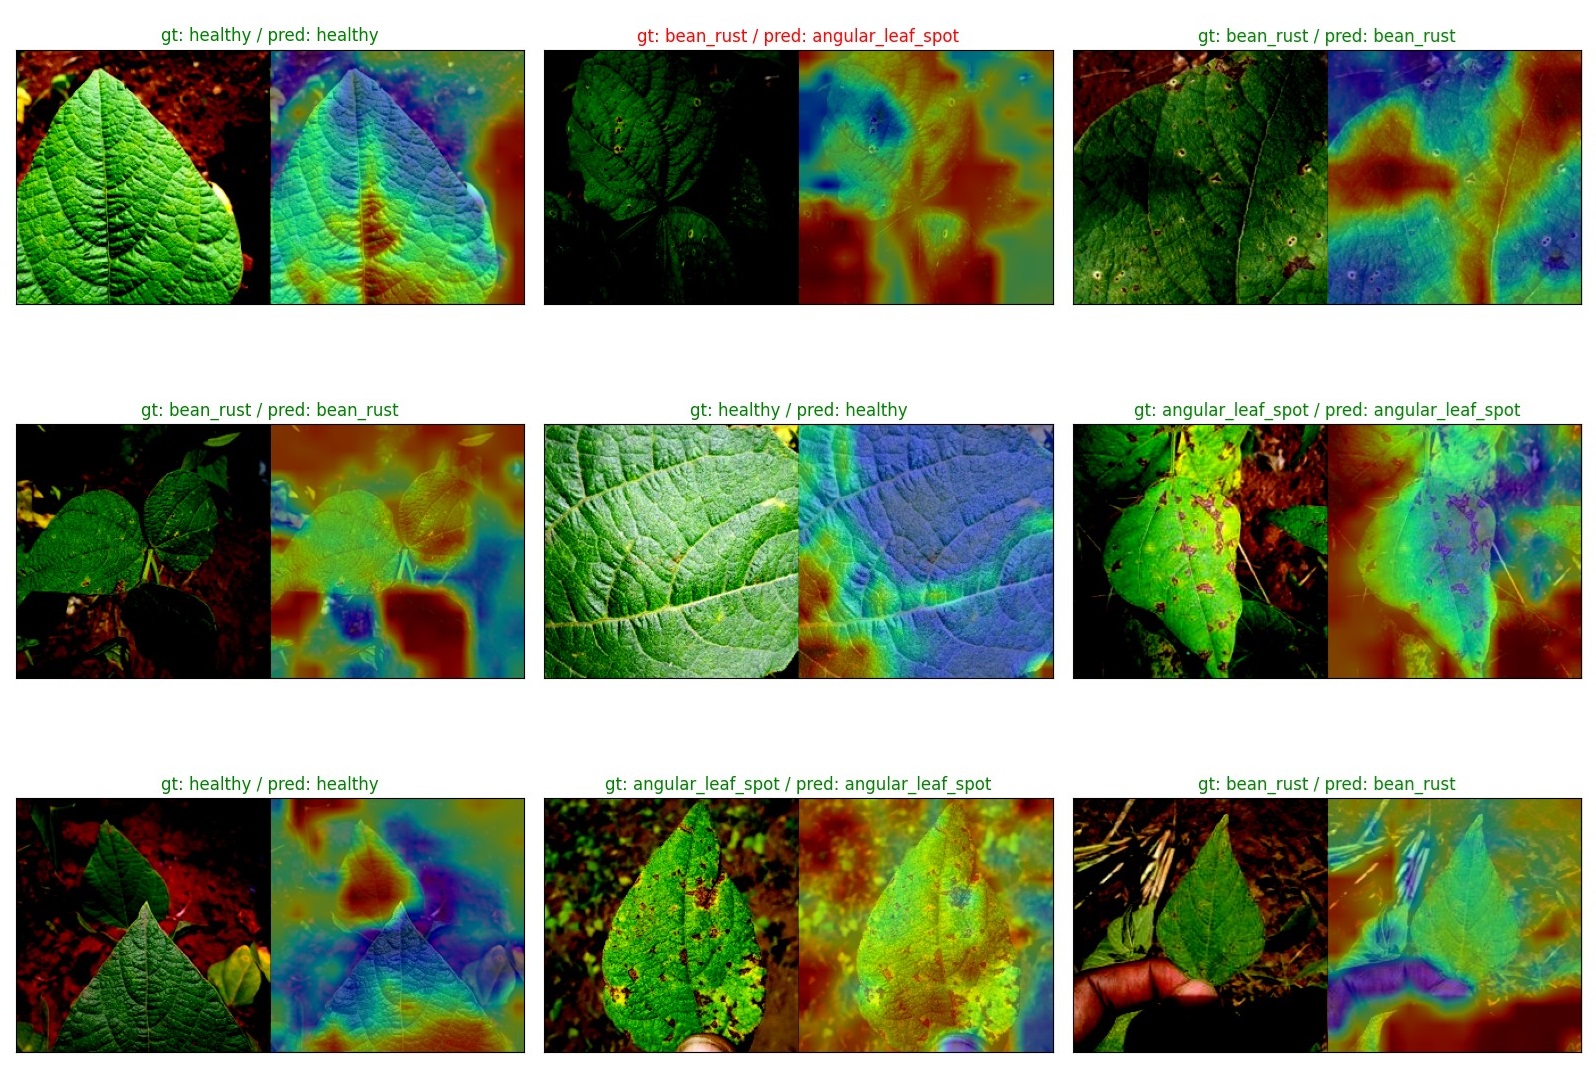 gt: healthy / pred: healthy
gt: bean_rust / pred: angular_leaf_spot
gt: bean_rust / pred: bean_rust
gt: bean_rust / pred: bean_rust
gt: healthy / pred: healthy
gt: angular_leaf_spot / pred: angular_leaf_spot
gt: healthy / pred: healthy
gt: angular_leaf_spot / pred: angular_leaf_spot
gt: bean_rust / pred: bean_rust